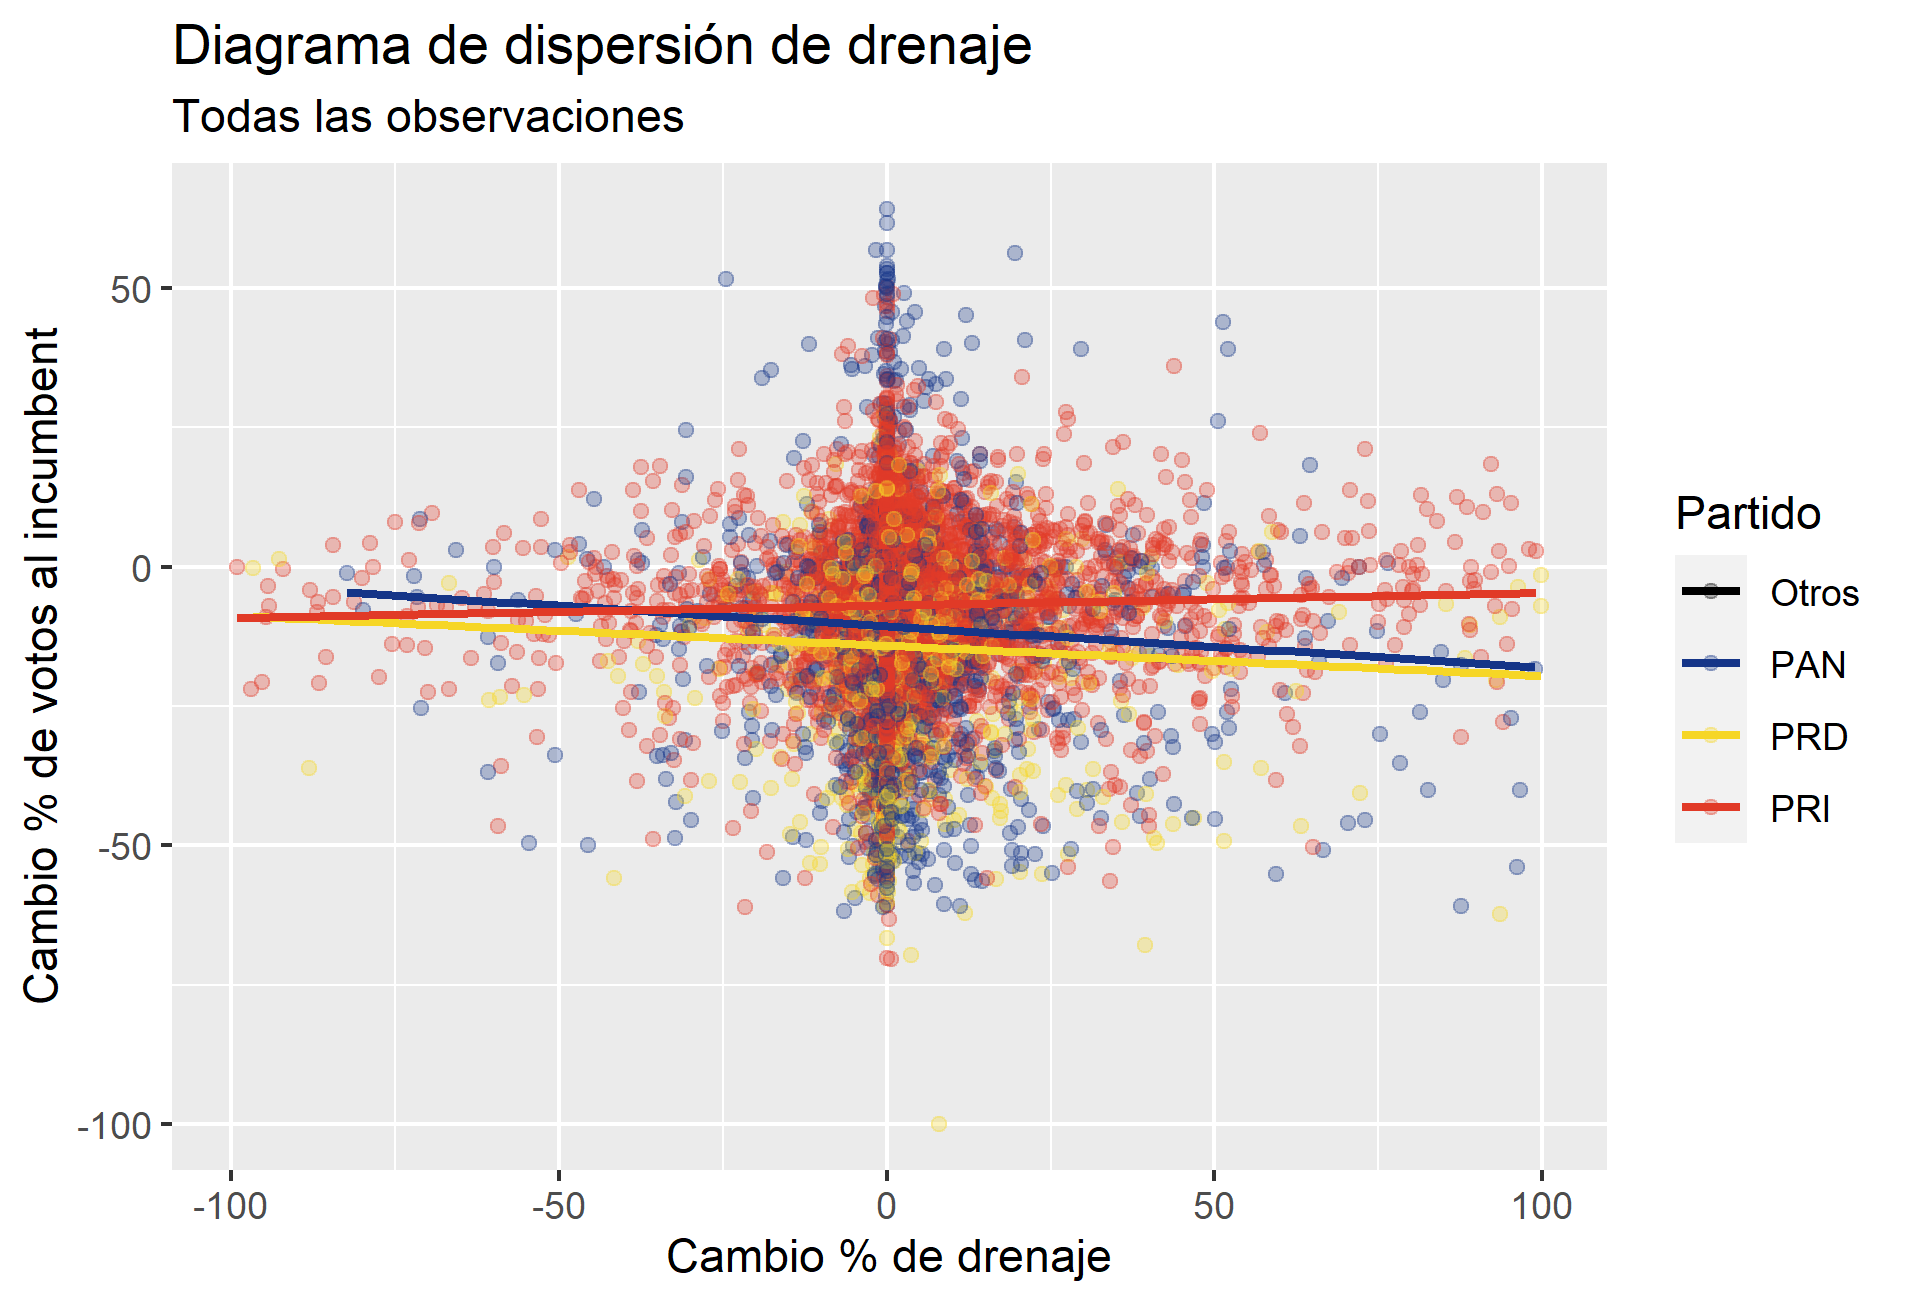 Diagrama de dispersión de drenaje
Todas las observaciones
Cambio % de votos al incumbent
50
0
-50
-100
-100
-50
0
50
100
Cambio % de drenaje
Partido
Otros
PAN
PRD
PRI